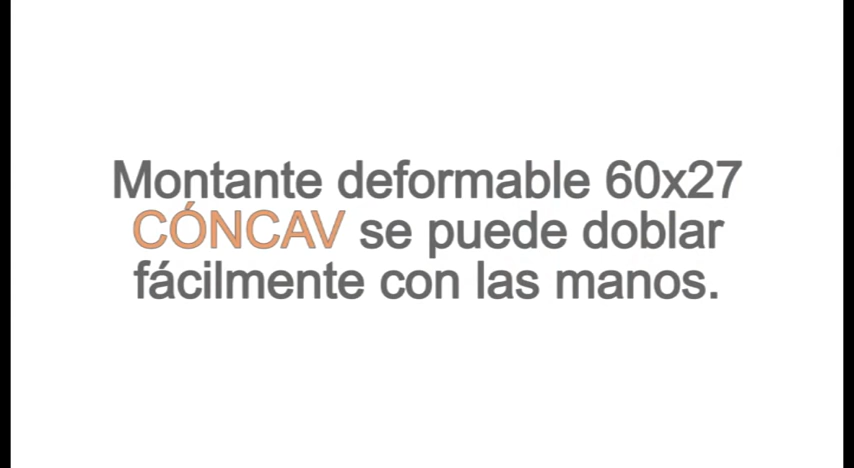 Montante deformable 60x27
CÓNCAV se puede doblar
fácilmente con las manos.